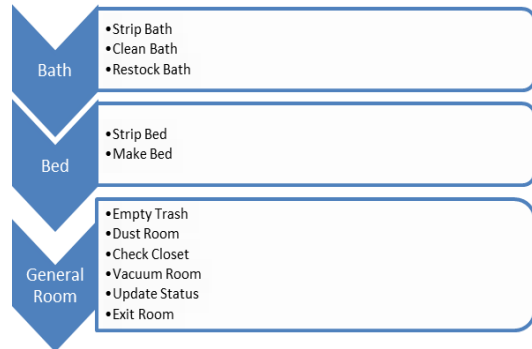 Bath
•Strip Bath
•Clean Bath
•Restock Bath
Bed
•Strip Bed
•Make Bed
General
Room
•Empty Trash
•Dust Room
•Check Closet
•Vacuum Room
•Update Status
•Exit Room